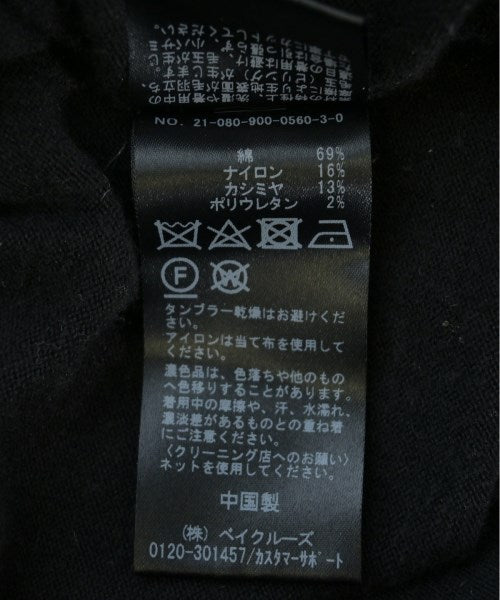 NO. 21-080-900-0560-3-0
綿 69%
ナイロン 16%
カシミヤ 13%
ポリウレタン 2%
F W
タンブラー乾燥はお避けくだ
さい。
アイロンは当て布を使用して
ください。
濃色品は、色落ちや他のもの
へ色移りすることがあります。
着用中の摩擦や、汗、水濡れ、
濃淡差があるものとの重ね着
にご注意ください。
〈クリーニング店へのお願い〉
ネットを使用してください。
中国製
(株) ベイクルーズ
0120-301457/カスタマーサポート